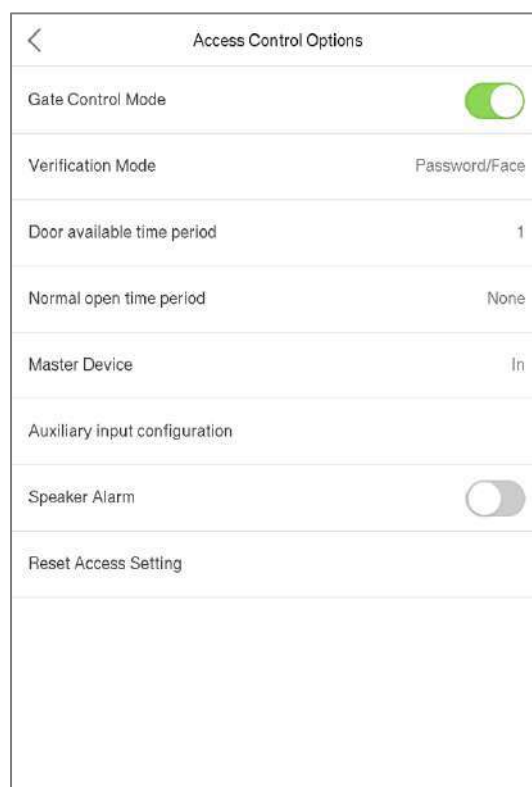 Access Control Options
Gate Control Mode
Verification Mode Password/Face
Door available time period 1
Normal open time period None
Master Device In
Auxiliary input configuration
Speaker Alarm
Reset Access Setting